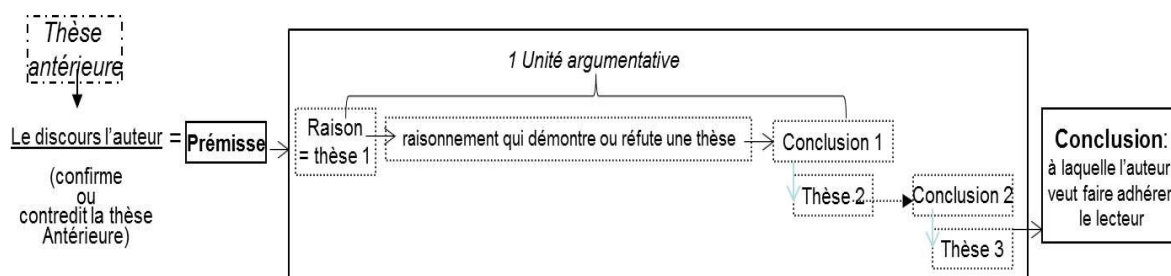 Thèse
antérieure
Le discours l'auteur = Prémisse
(confirme
ou
contredit la thèse
Antérieure)
1 Unité argumentative
Raison
= thèse 1
raisonnement qui démontre ou réfute une thèse
Conclusion 1
Thèse 2
Conclusion 2
Thèse 3
Conclusion:
à laquelle l'auteur
veut faire adhérer
le lecteur